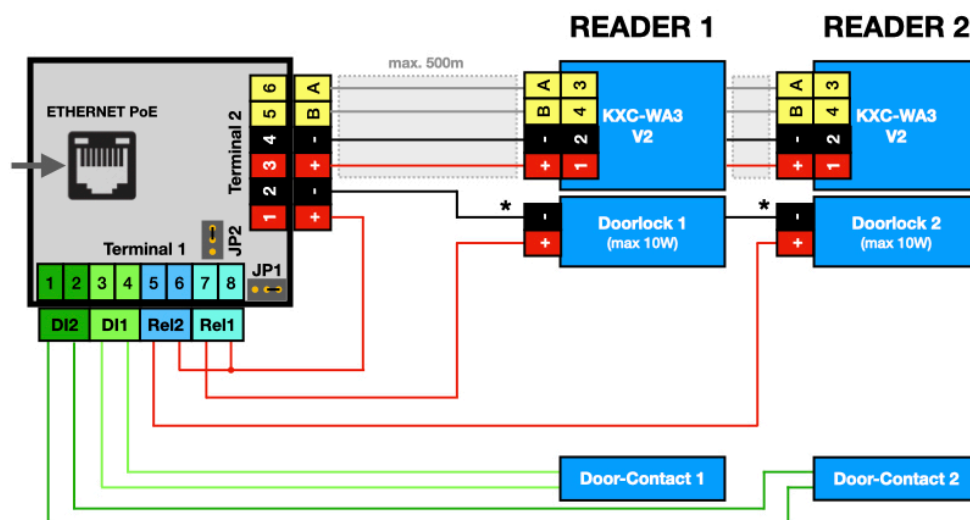 READER 1
READER 2
max. 500m
ETHERNET PoE
Terminal 2
6
5
4
3
2
1
A
B
-
+
-
+
A
B
-
+
3
4
2
1
KXC-WA3
V2
A
B
-
+
3
4
2
1
KXC-WA3
V2
*
-
+
Doorlock 1
(max 10W)
*
-
+
Doorlock 2
(max 10W)
JP2
Terminal 1
JP1
1 2 3 4 5 6 7 8
DI2 DI1 Rel2 Rel1
Door-Contact 1
Door-Contact 2